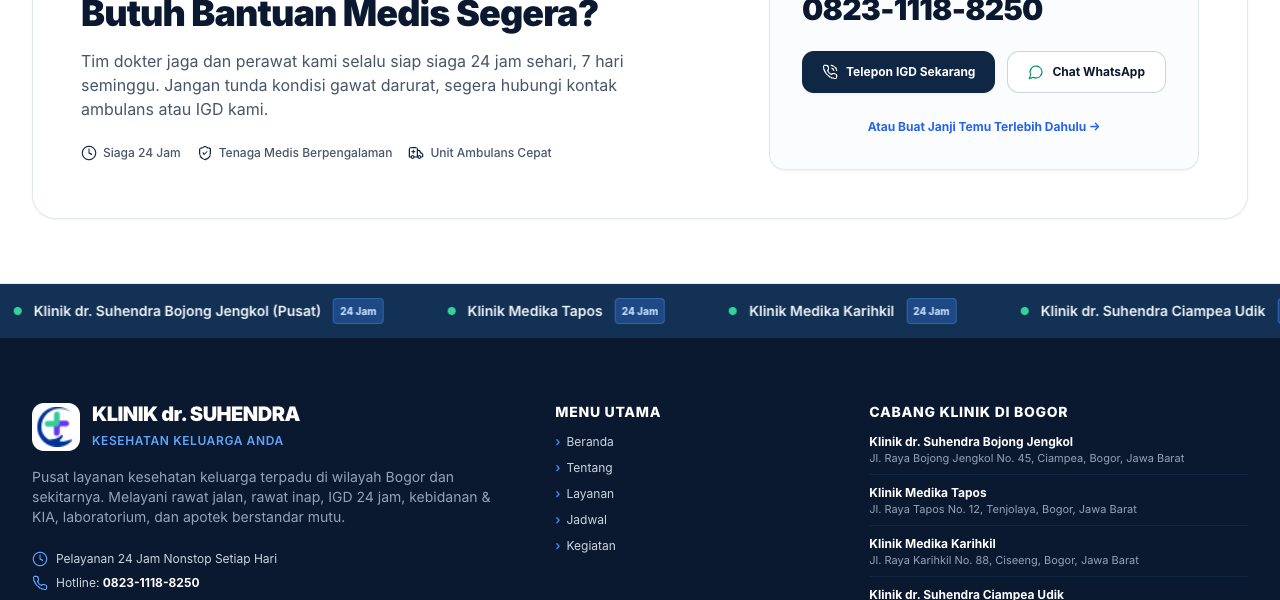 Butuh Bantuan Medis Segera?
Tim dokter jaga dan perawat kami selalu siap siaga 24 jam sehari, 7 hari
seminggu. Jangan tunda kondisi gawat darurat, segera hubungi kontak
ambulans atau IGD kami.
Siaga 24 Jam
Tenaga Medis Berpengalaman
Unit Ambulans Cepat
0823-1118-8250
Telepon IGD Sekarang
Chat WhatsApp
Atau Buat Janji Temu Terlebih Dahulu →
Klinik dr. Suhendra Bojong Jengkol (Pusat) 24 Jam
Klinik Medika Tapos 24 Jam
Klinik Medika Karihkil 24 Jam
Klinik dr. Suhendra Ciampea Udik
KLINIK dr. SUHENDRA
KESEHATAN KELUARGA ANDA
Pusat layanan kesehatan keluarga terpadu di wilayah Bogor dan
sekitarnya. Melayani rawat jalan, rawat inap, IGD 24 jam, kebidanan &
KIA, laboratorium, dan apotek berstandar mutu.
Pelayanan 24 Jam Nonstop Setiap Hari
Hotline: 0823-1118-8250
MENU UTAMA
› Beranda
› Tentang
› Layanan
› Jadwal
› Kegiatan
CABANG KLINIK DI BOGOR
Klinik dr. Suhendra Bojong Jengkol
Jl. Raya Bojong Jengkol No. 45, Ciampea, Bogor, Jawa Barat
Klinik Medika Tapos
Jl. Raya Tapos No. 12, Tenjolaya, Bogor, Jawa Barat
Klinik Medika Karihkil
Jl. Raya Karihkil No. 88, Ciseeng, Bogor, Jawa Barat
Klinik dr. Suhendra Ciampea Udik